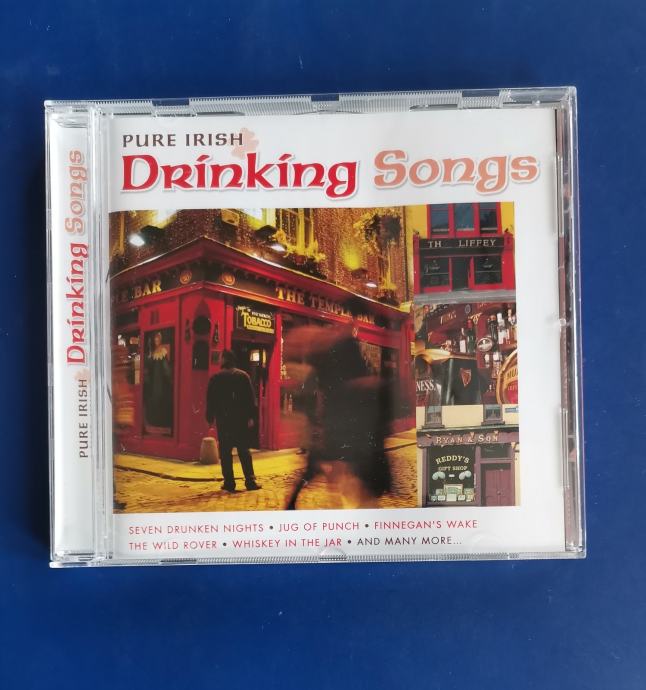 PURE IRISH
Drinking Songs
PURE IRISH Drinking Songs
LE BAR
THE TEMPLE BAR
TOBACCO
TH LIFFEY
NESS.
RYAN & SON
REDDY'S
GIFT SHOP
SEVEN DRUNKEN NIGHTS • JUG OF PUNCH • FINNEGAN'S WAKE
THE WILD ROVER • WHISKEY IN THE JAR • AND MANY MORE...